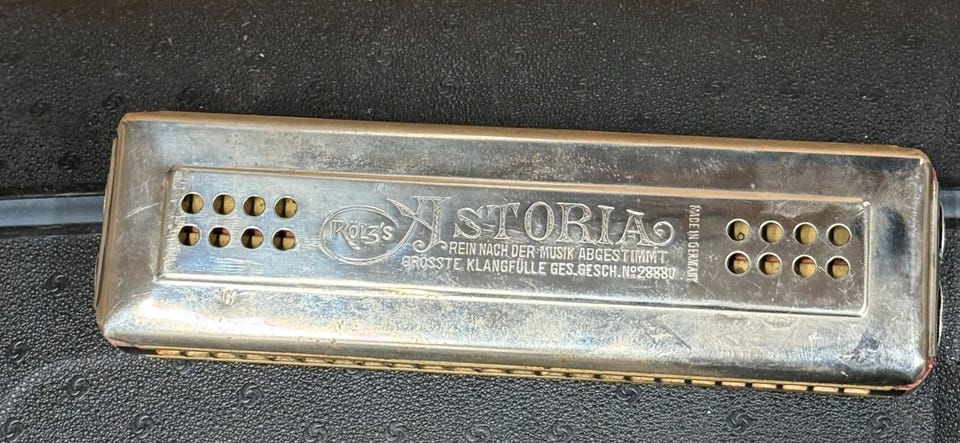 KÖLZ'S
ASTORIA
REIN NACH DER MUSIK ABGESTIMMT
GRÖSSTE KLANGFÜLLE GES. GESCH. No 28880
MADE IN GERMANY